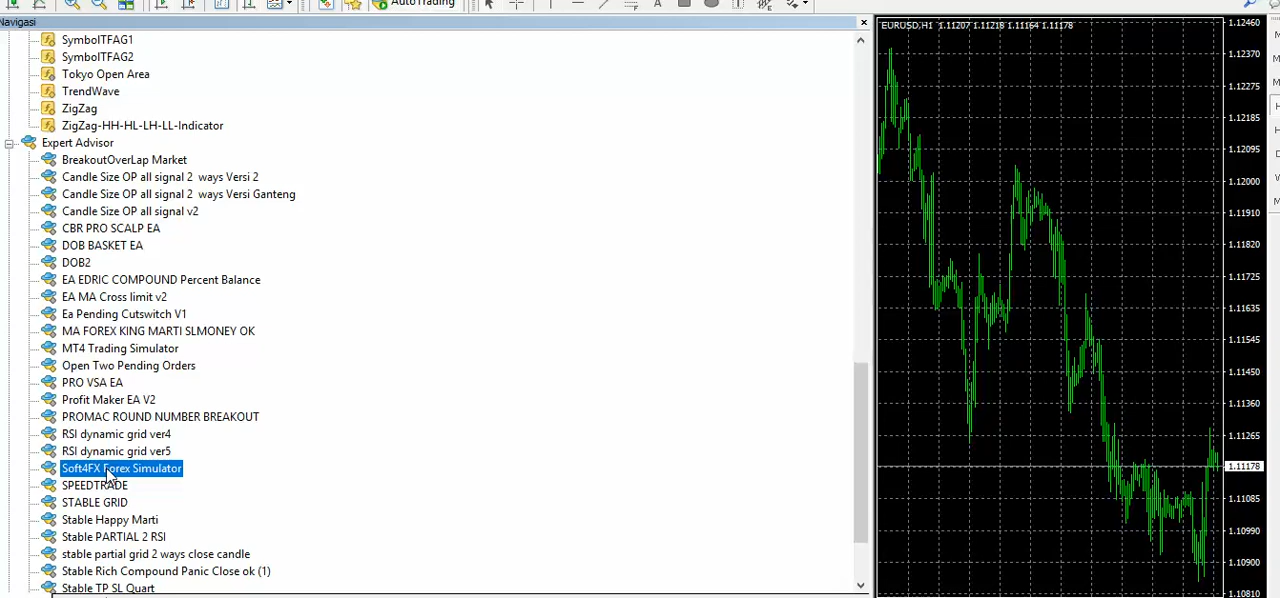 AutoTrading
Navigasi
SymbolTFAG1
SymbolTFAG2
Tokyo Open Area
TrendWave
ZigZag
ZigZag-HH-HL-LH-LL-Indicator
Expert Advisor
BreakoutOverLap Market
Candle Size OP all signal 2  ways Versi 2
Candle Size OP all signal 2  ways Versi Ganteng
Candle Size OP all signal v2
CBR PRO SCALP EA
DOB BASKET EA
DOB2
EA EDRIC COMPOUND Percent Balance
EA MA Cross limit v2
Ea Pending Cutswitch V1
MA FOREX KING MARTI SLMONEY OK
MT4 Trading Simulator
Open Two Pending Orders
PRO VSA EA
Profit Maker EA V2
PROMAC ROUND NUMBER BREAKOUT
RSI dynamic grid ver4
RSI dynamic grid ver5
Soft4FX Forex Simulator
SPEEDTRADE
STABLE GRID
Stable Happy Marti
Stable PARTIAL 2 RSI
stable partial grid 2 ways close candle
Stable Rich Compound Panic Close ok (1)
Stable TP SL Quart
EURUSD,H1  1.11207 1.11218 1.11164 1.11178
1.12460
1.12370
1.12275
1.12185
1.12095
1.12000
1.11910
1.11820
1.11725
1.11635
1.11545
1.11450
1.11360
1.11265
1.11178
1.11085
1.10990
1.10900
1.10810